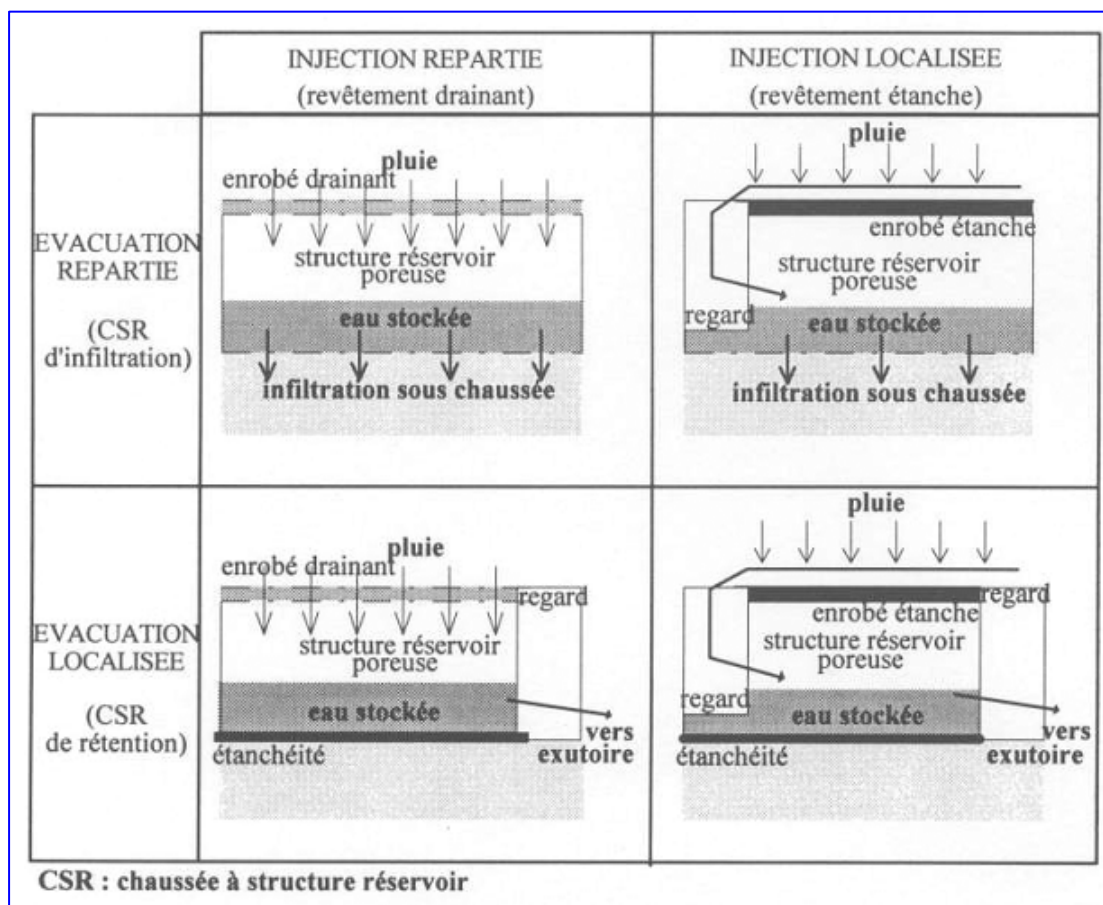 INJECTION REPARTIE
(revêtement drainant)
INJECTION LOCALISEE
(revêtement étanche)
EVACUATION
REPARTIE
(CSR
d'infiltration)
pluie
enrobé drainant
structure réservoir
poreuse
eau stockée
infiltration sous chaussée
pluie
enrobé étanche
structure réservoir
poreuse
regard
eau stockée
infiltration sous chaussée
EVACUATION
LOCALISEE
(CSR
de rétention)
pluie
enrobé drainant
regard
structure réservoir
poreuse
eau stockée
vers
étanchéité
exutoire
pluie
regard
enrobé étanche
structure réservoir
poreuse
regard
eau stockée
vers
étanchéité
exutoire
CSR : chaussée à structure réservoir